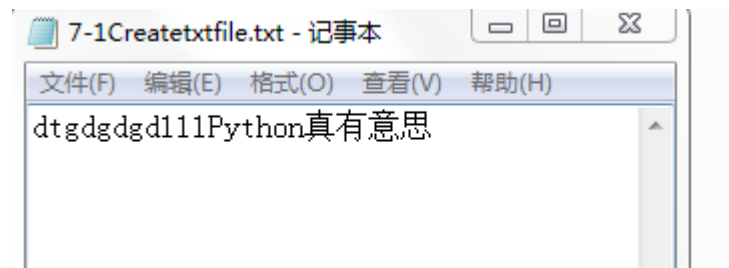 7-1Createtxtfile.txt - 记事本
文件(F) 编辑(E) 格式(O) 查看(V) 帮助(H)
dtgdgdgd111Python真有意思